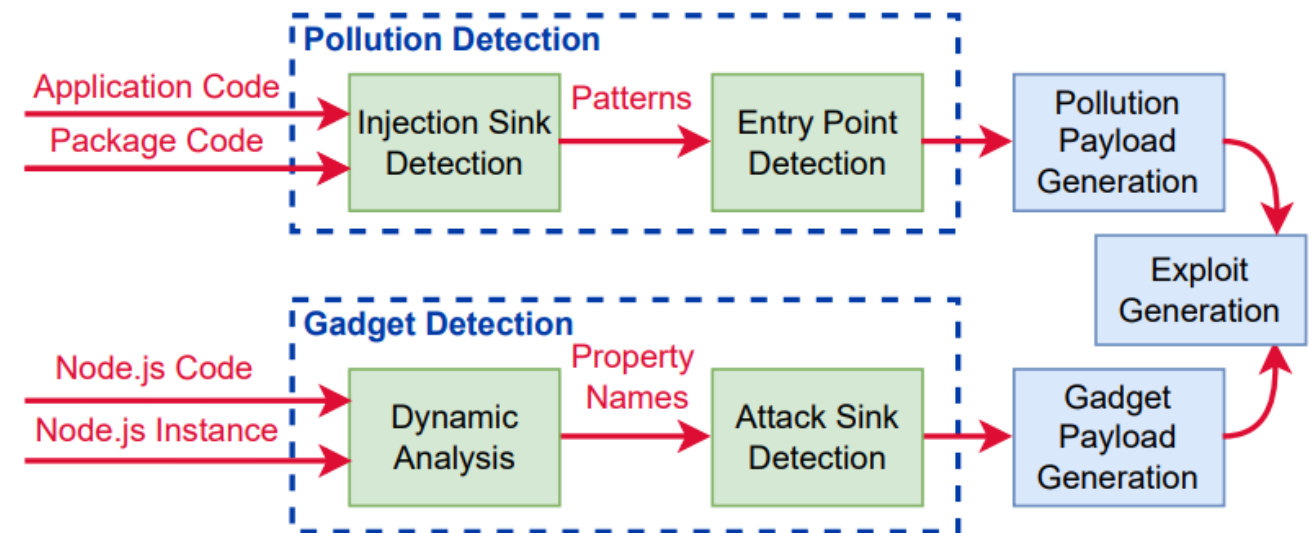 Pollution Detection
Application Code
Package Code
Injection Sink
Detection
Patterns
Entry Point
Detection
Pollution
Payload
Generation
Exploit
Generation
Gadget Detection
Node.js Code
Node.js Instance
Dynamic
Analysis
Property
Names
Attack Sink
Detection
Gadget
Payload
Generation